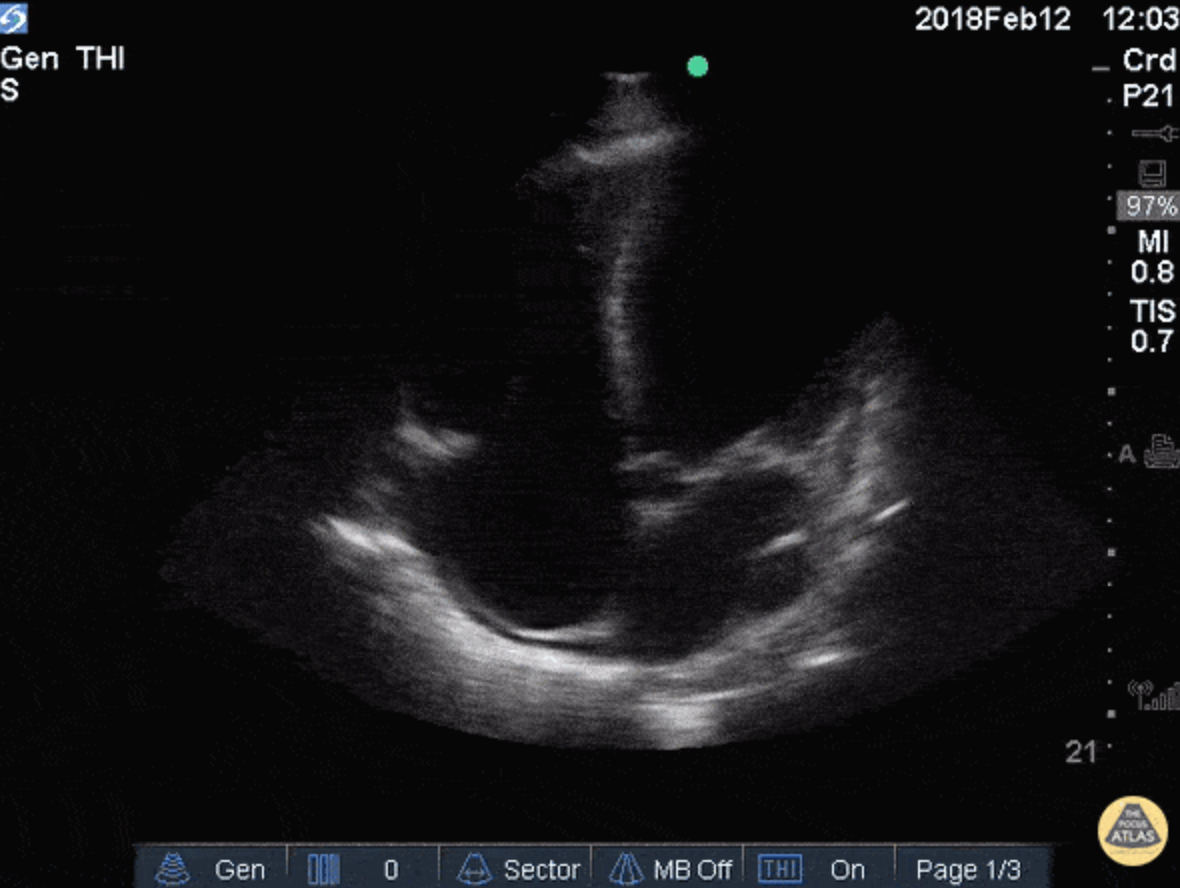 2018Feb12 12:03
Gen THI
S
Crd
P21
97%
MI
0.8
TIS
0.7
A
21
THE
POCUS
ATLAS
Gen 0 Sector MB Off THI On Page 1/3